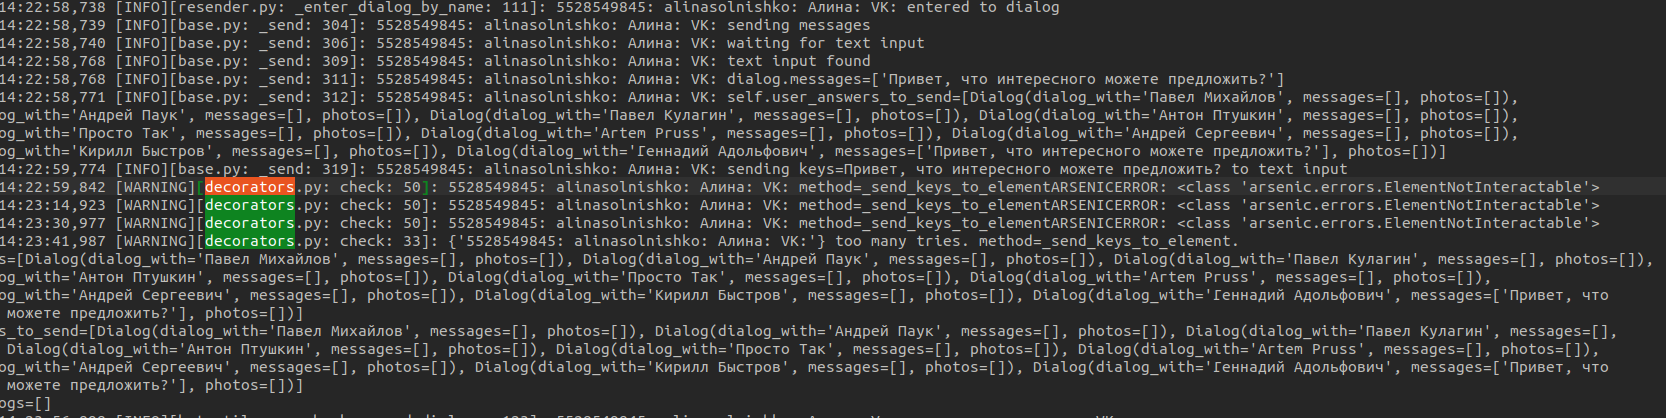 14:22:58,738 [INFO][resender.py: _enter_dialog_by_name: 111]: 5528549845: alinasolnishko: Алина: VK: entered to dialog
14:22:58,739 [INFO][base.py: _send: 304]: 5528549845: alinasolnishko: Алина: VK: sending messages
14:22:58,740 [INFO][base.py: _send: 306]: 5528549845: alinasolnishko: Алина: VK: waiting for text input
14:22:58,768 [INFO][base.py: _send: 309]: 5528549845: alinasolnishko: Алина: VK: text input found
14:22:58,768 [INFO][base.py: _send: 311]: 5528549845: alinasolnishko: Алина: VK: dialog.messages=['Привет, что интересного можете предложить?']
14:22:58,771 [INFO][base.py: _send: 312]: 5528549845: alinasolnishko: Алина: VK: self.user_answers_to_send=[Dialog(dialog_with='Павел Михайлов', messages=[], photos=[]),
og_with='Андрей Паук', messages=[], photos=[]), Dialog(dialog_with='Павел Кулагин', messages=[], photos=[]), Dialog(dialog_with='Антон Птушкин', messages=[], photos=[]),
og_with='Просто Так', messages=[], photos=[]), Dialog(dialog_with='Artem Pruss', messages=[], photos=[]), Dialog(dialog_with='Андрей Сергеевич', messages=[], photos=[]),
og_with='Кирилл Быстров', messages=[], photos=[]), Dialog(dialog_with='Геннадий Адольфович', messages=['Привет, что интересного можете предложить?'], photos=[])]
14:22:59,774 [INFO][base.py: _send: 319]: 5528549845: alinasolnishko: Алина: VK: sending keys=Привет, что интересного можете предложить? to text input
14:22:59,842 [WARNING][decorators.py: check: 50]: 5528549845: alinasolnishko: Алина: VK: method=_send_keys_to_elementARSENICERROR: <class 'arsenic.errors.ElementNotInteractable'>
14:23:14,923 [WARNING][decorators.py: check: 50]: 5528549845: alinasolnishko: Алина: VK: method=_send_keys_to_elementARSENICERROR: <class 'arsenic.errors.ElementNotInteractable'>
14:23:30,977 [WARNING][decorators.py: check: 50]: 5528549845: alinasolnishko: Алина: VK: method=_send_keys_to_elementARSENICERROR: <class 'arsenic.errors.ElementNotInteractable'>
14:23:41,987 [WARNING][decorators.py: check: 33]: {'5528549845: alinasolnishko: Алина: VK:'} too many tries. method=_send_keys_to_element.
s=[Dialog(dialog_with='Павел Михайлов', messages=[], photos=[]), Dialog(dialog_with='Андрей Паук', messages=[], photos=[]), Dialog(dialog_with='Павел Кулагин', messages=[], photos=[]),
og_with='Антон Птушкин', messages=[], photos=[]), Dialog(dialog_with='Просто Так', messages=[], photos=[]), Dialog(dialog_with='Artem Pruss', messages=[], photos=[]),
og_with='Андрей Сергеевич', messages=[], photos=[]), Dialog(dialog_with='Кирилл Быстров', messages=[], photos=[]), Dialog(dialog_with='Геннадий Адольфович', messages=['Привет, что
можете предложить?'], photos=[])]
s_to_send=[Dialog(dialog_with='Павел Михайлов', messages=[], photos=[]), Dialog(dialog_with='Андрей Паук', messages=[], photos=[]), Dialog(dialog_with='Павел Кулагин', messages=[],
Dialog(dialog_with='Антон Птушкин', messages=[], photos=[]), Dialog(dialog_with='Просто Так', messages=[], photos=[]), Dialog(dialog_with='Artem Pruss', messages=[], photos=[]),
og_with='Андрей Сергеевич', messages=[], photos=[]), Dialog(dialog_with='Кирилл Быстров', messages=[], photos=[]), Dialog(dialog_with='Геннадий Адольфович', messages=['Привет, что
можете предложить?'], photos=[])]
ogs=[]